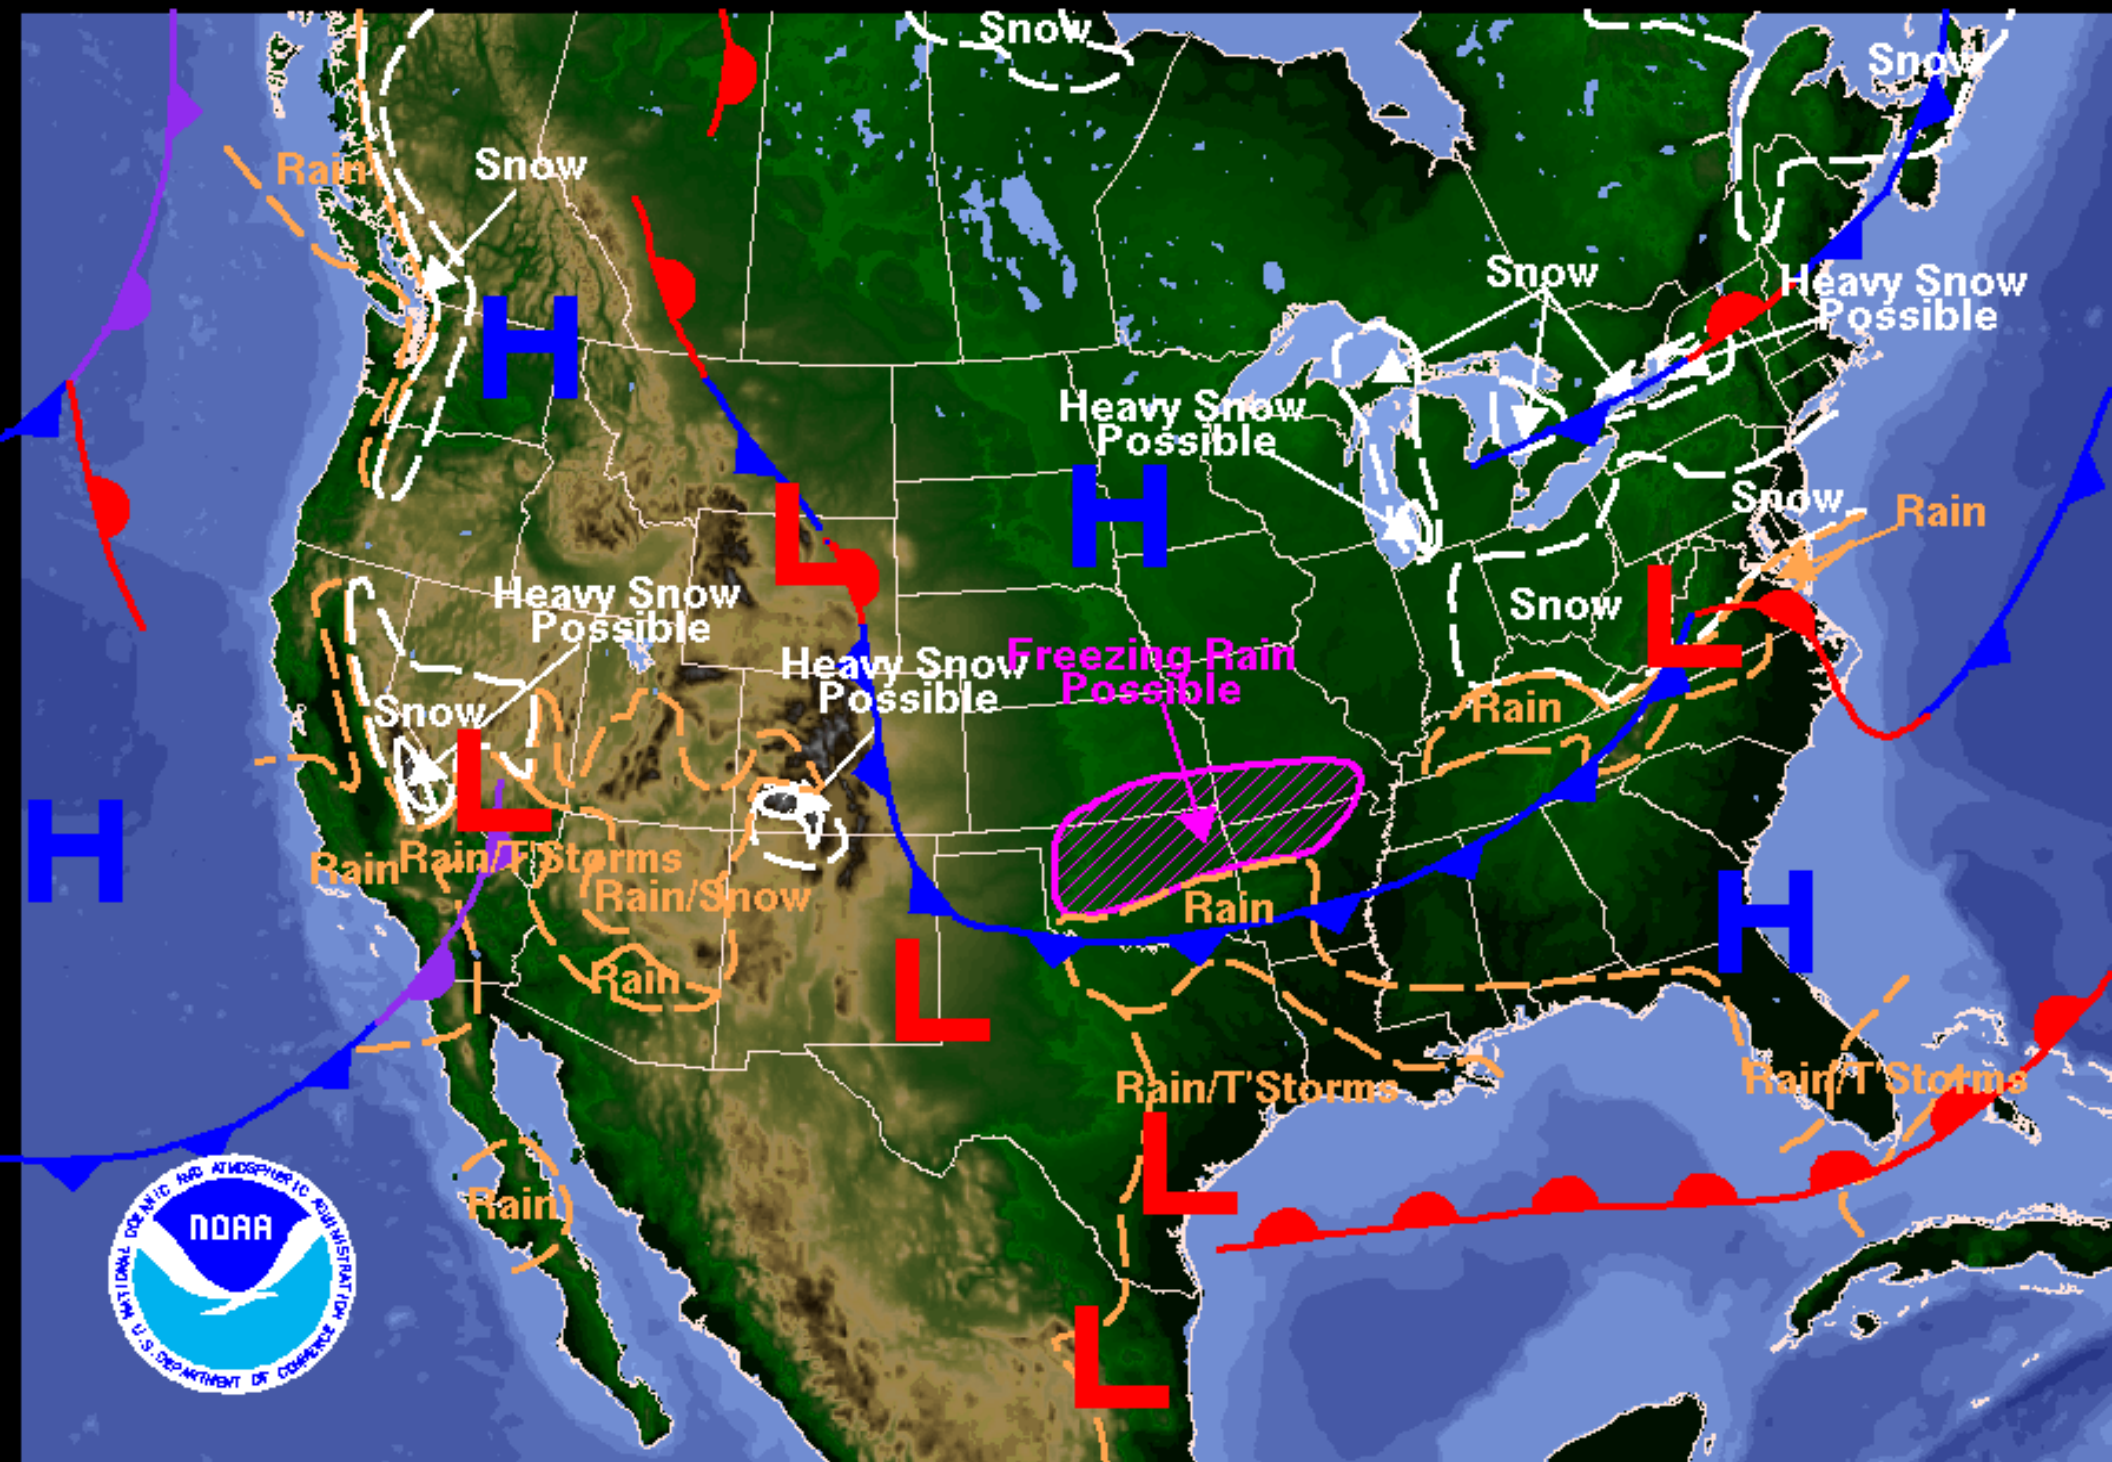 Snow
Snow
Rain
Snow
Snow
Heavy Snow
Possible
Heavy Snow
Possible
H
H
Snow
Rain
L
Heavy Snow
Possible
Snow
L
Heavy Snow
Possible
Freezing Rain
Possible
Snow
Rain
L
H
Rain
Rain/T'Storms
Rain/Snow
Rain
H
Rain
L
Rain/T'Storms
Rain/T'Storms
L
Rain
L
NATIONAL OCEANIC AND ATMOSPHERIC ADMINISTRATION
NOAA
U.S. DEPARTMENT OF COMMERCE